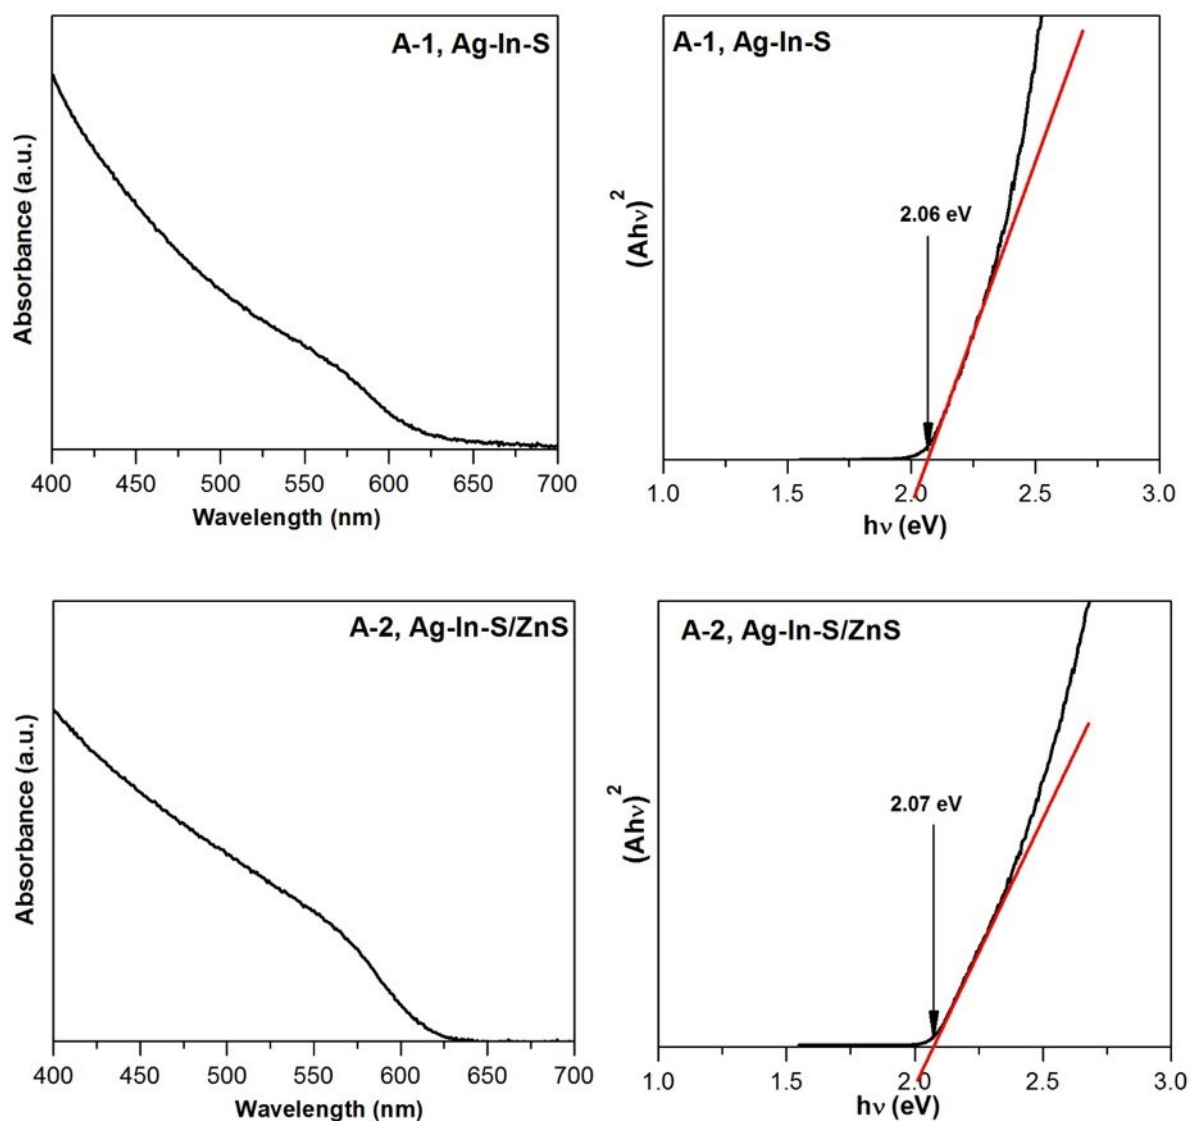 A-1, Ag-In-S
Absorbance (a.u.)
400 450 500 550 600 650 700
Wavelength (nm)
A-1, Ag-In-S
2.06 eV
(Ahν)²
1.0 1.5 2.0 2.5 3.0
hν (eV)
A-2, Ag-In-S/ZnS
Absorbance (a.u.)
400 450 500 550 600 650 700
Wavelength (nm)
A-2, Ag-In-S/ZnS
2.07 eV
(Ahν)²
1.0 1.5 2.0 2.5 3.0
hν (eV)